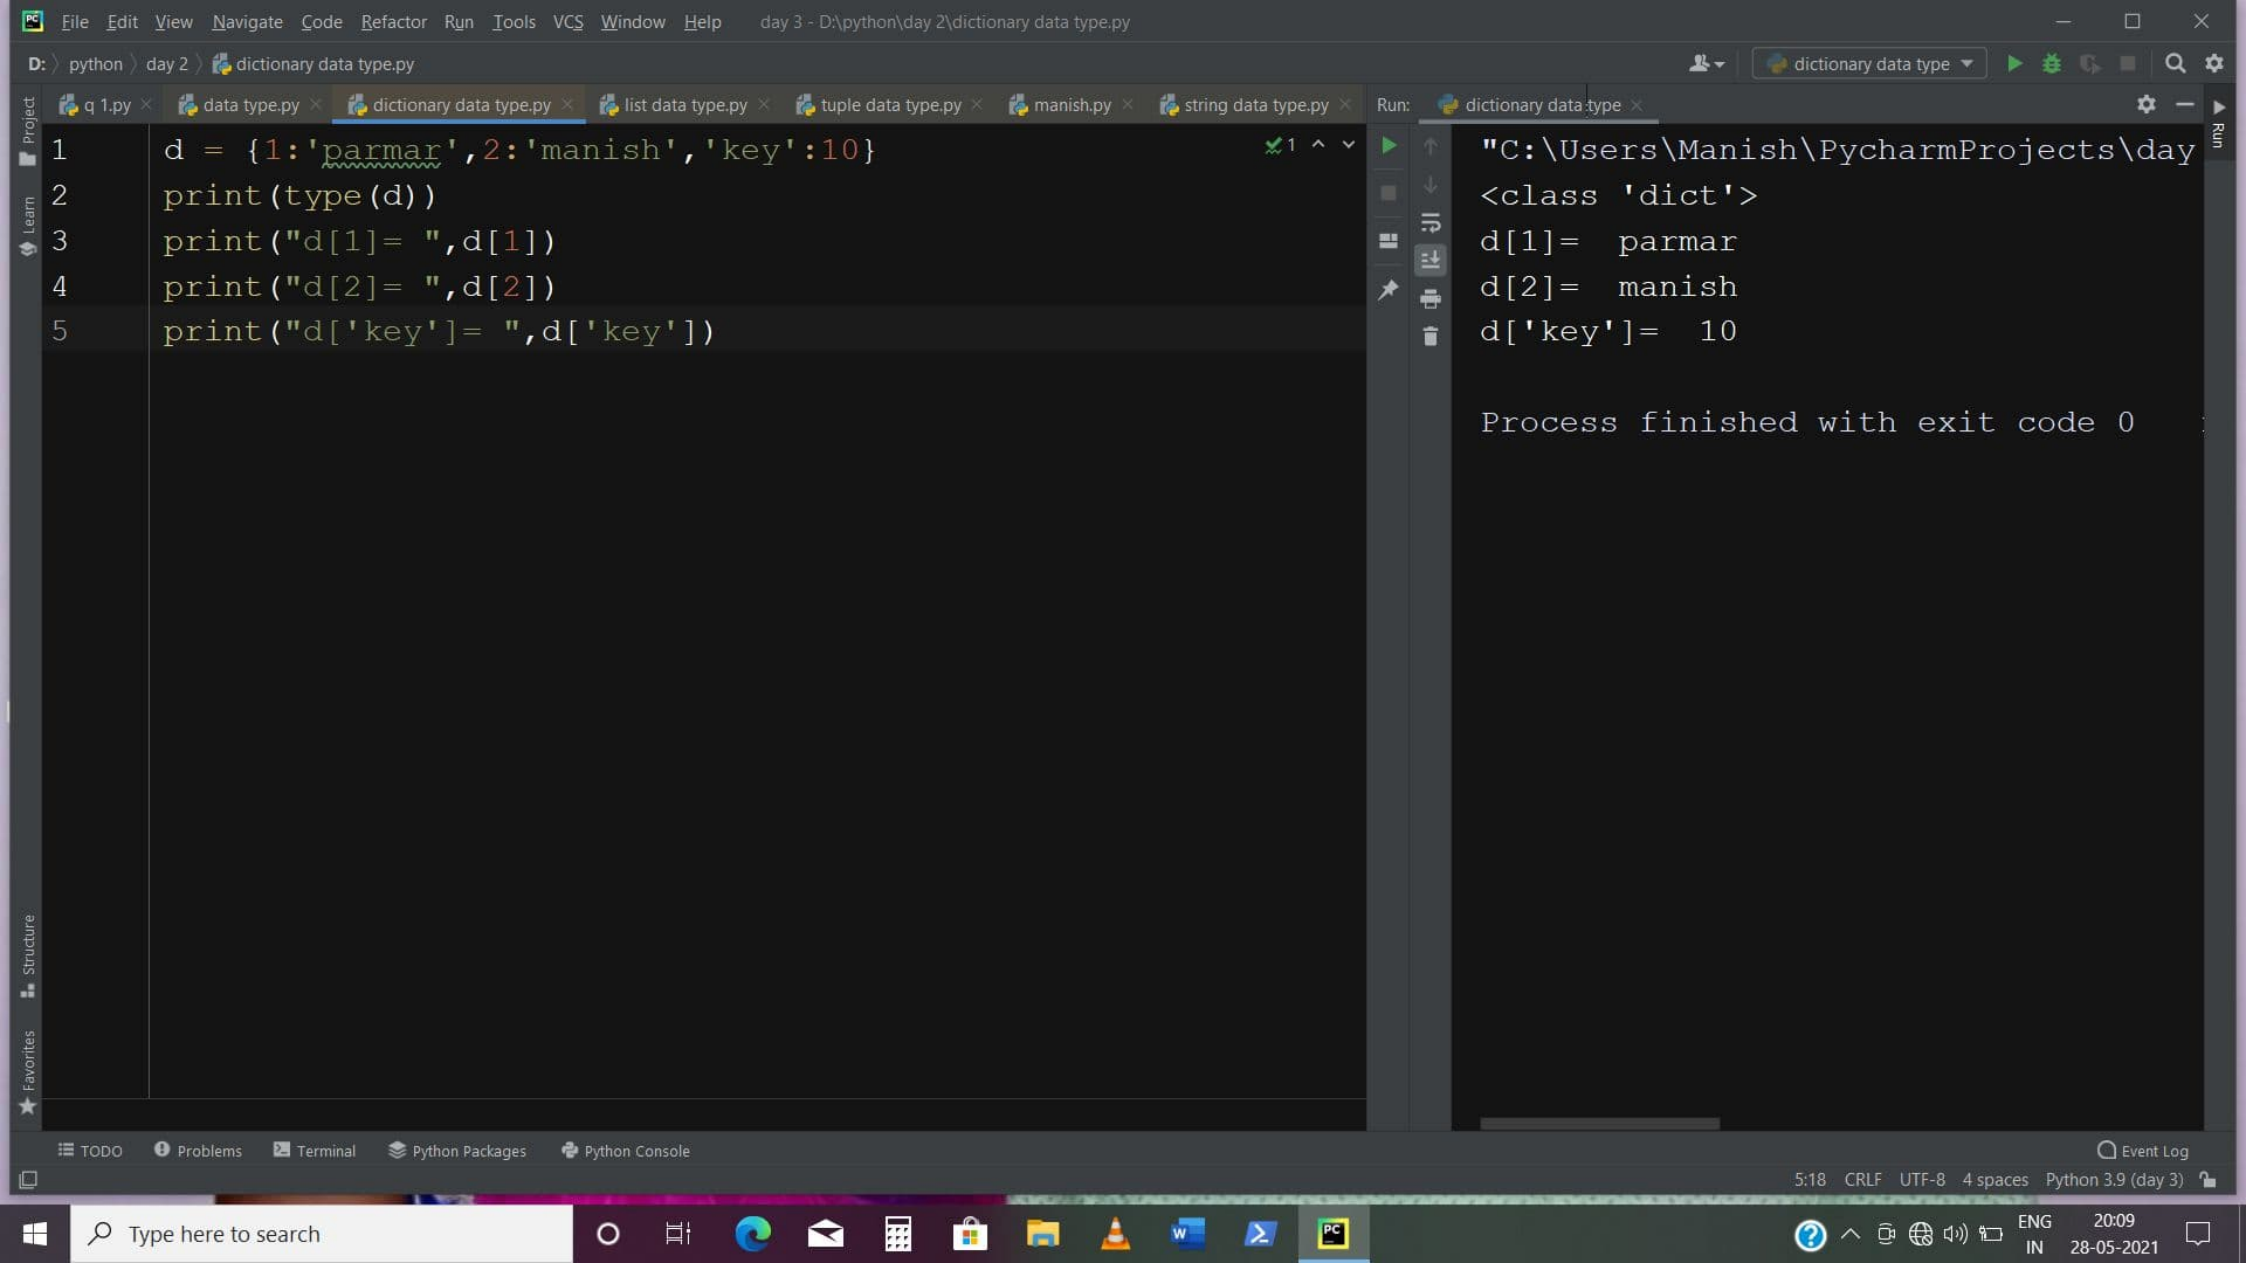 File Edit View Navigate Code Refactor Run Tools VCS Window Help day 3 - D:\python\day 2\dictionary data type.py
D: python day 2 dictionary data type.py dictionary data type
q 1.py data type.py dictionary data type.py list data type.py tuple data type.py manish.py string data type.py Run: dictionary data type
Project
Learn
Structure
Favorites
1 d = {1:'parmar',2:'manish','key':10}
2 print(type(d))
3 print("d[1]= ",d[1])
4 print("d[2]= ",d[2])
5 print("d['key']= ",d['key'])
1
"C:\Users\Manish\PycharmProjects\day
<class 'dict'>
d[1]=  parmar
d[2]=  manish
d['key']=  10
Process finished with exit code 0
Run
TODO Problems Terminal Python Packages Python Console Event Log
5:18 CRLF UTF-8 4 spaces Python 3.9 (day 3)
Type here to search
ENG
IN
20:09
28-05-2021